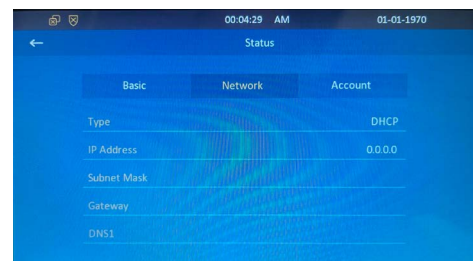 00:04:29 AM 01-01-1970
← Status
Basic Network Account
Type DHCP
IP Address 0.0.0.0
Subnet Mask
Gateway
DNS1